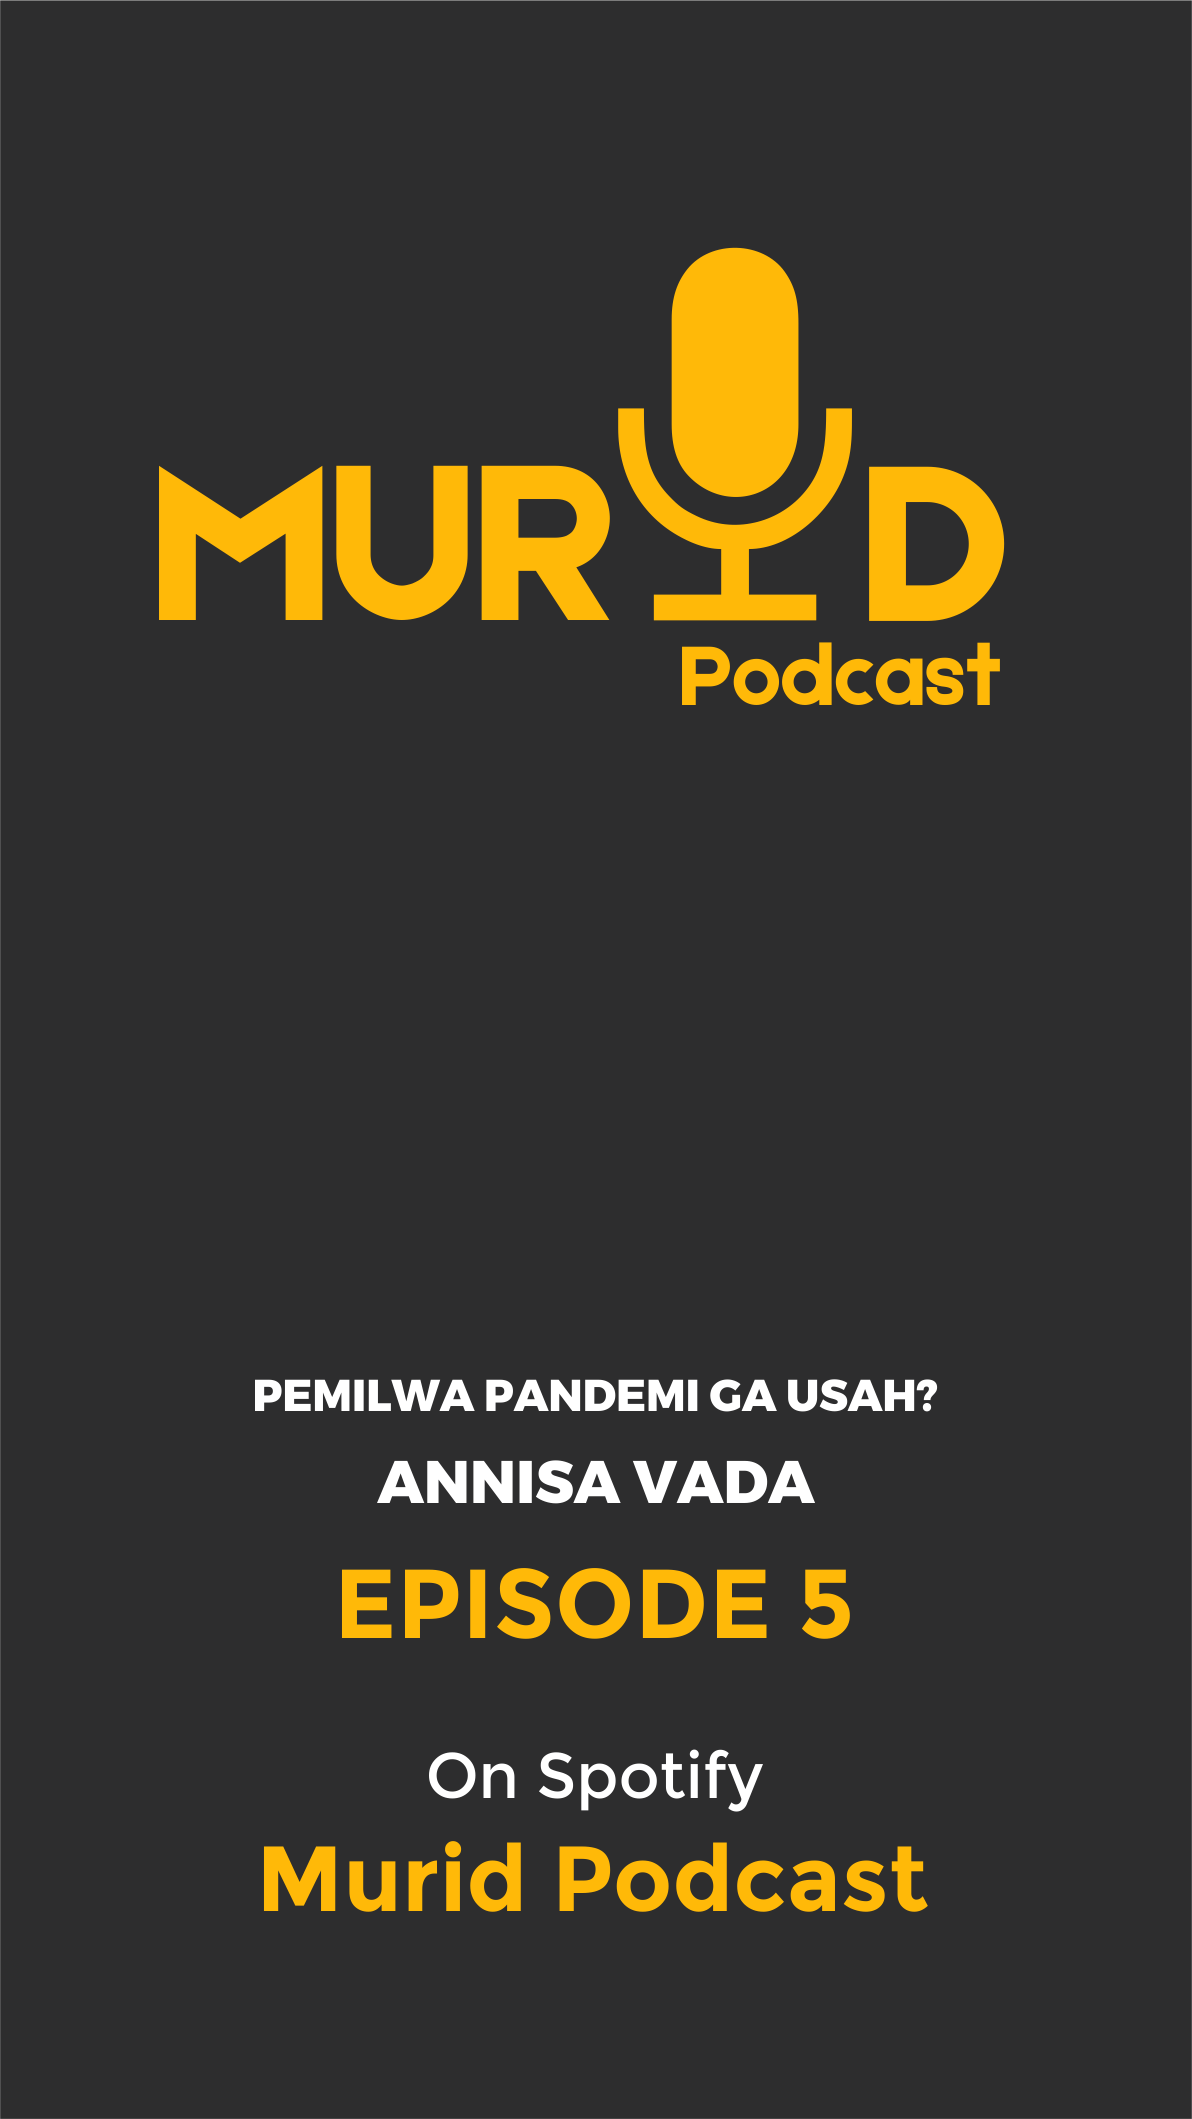 MURID
Podcast
PEMILWA PANDEMI GA USAH?
ANNISA VADA
EPISODE 5
On Spotify
Murid Podcast